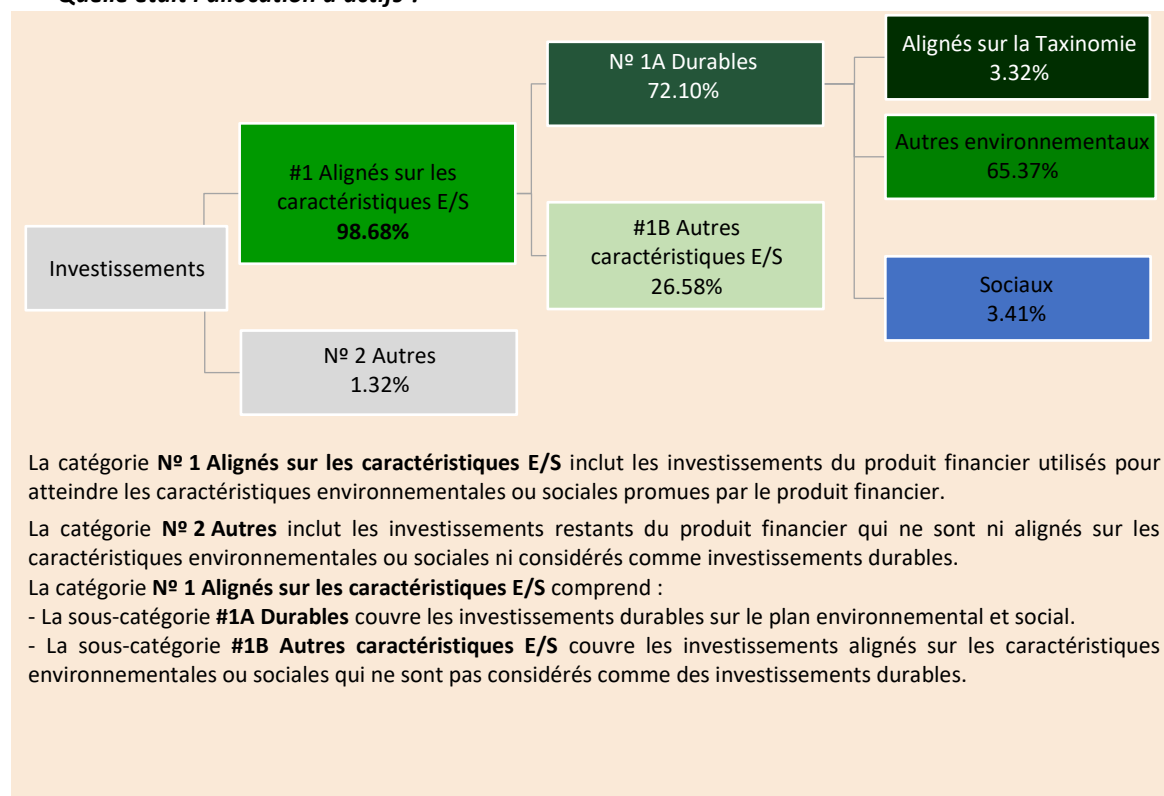 Nº 1A Durables
72.10%
Alignés sur la Taxinomie
3.32%
Autres environnementaux
65.37%
#1 Alignés sur les
caractéristiques E/S
98.68%
#1B Autres
caractéristiques E/S
26.58%
Investissements
Sociaux
3.41%
Nº 2 Autres
1.32%
La catégorie Nº 1 Alignés sur les caractéristiques E/S inclut les investissements du produit financier utilisés pour
atteindre les caractéristiques environnementales ou sociales promues par le produit financier.
La catégorie Nº 2 Autres inclut les investissements restants du produit financier qui ne sont ni alignés sur les
caractéristiques environnementales ou sociales ni considérés comme investissements durables.
La catégorie Nº 1 Alignés sur les caractéristiques E/S comprend :
- La sous-catégorie #1A Durables couvre les investissements durables sur le plan environnemental et social.
- La sous-catégorie #1B Autres caractéristiques E/S couvre les investissements alignés sur les caractéristiques
environnementales ou sociales qui ne sont pas considérés comme des investissements durables.